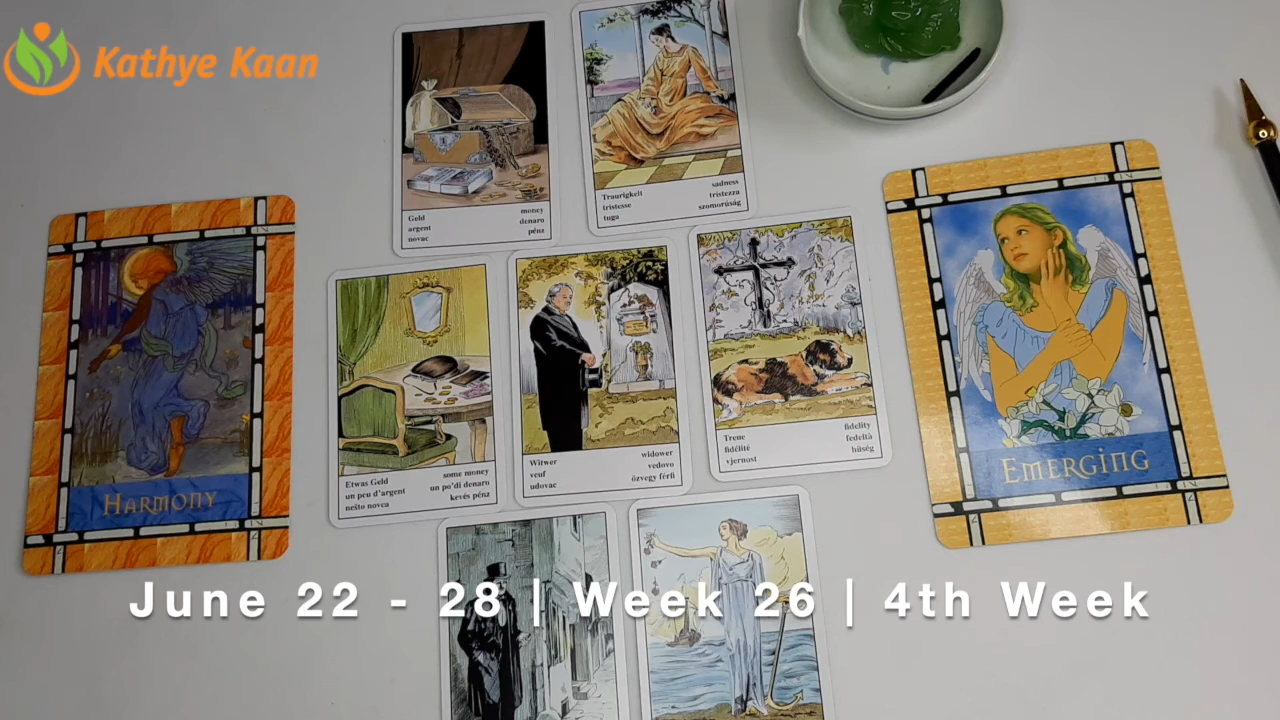 Kathye Kaan
Geld
argent
novac
money
denaro
pénz
Traurigkeit
tristesse
tuga
sadness
tristezza
szomorúság
HARMONY
Etwas Geld
un peu d'argent
nešto novca
some money
un po'di denaro
kevés pénz
Witwer
veuf
udovac
widower
vedovo
özvegy férfi
Treue
fidélité
vjernost
fidelity
fedeltà
hüség
EMERGING
June 22 - 28 | Week 26 | 4th Week